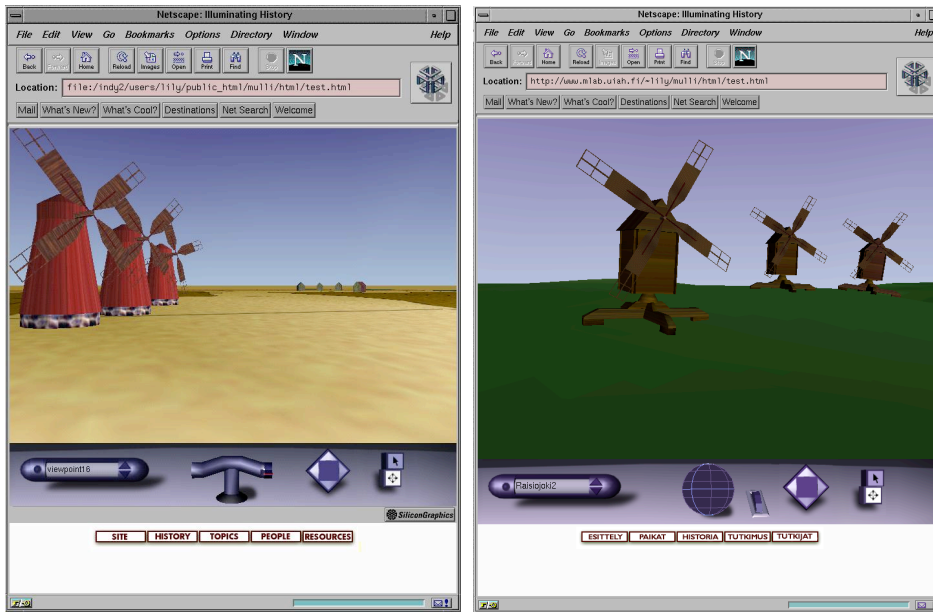 Netscape: Illuminating History
File Edit View Go Bookmarks Options Directory Window Help
Back Home Reload Images Open Print Find N
Location: file:/indy2/users/lily/public_html/mulli/html/test.html
Mail What's New? What's Cool? Destinations Net Search Welcome
viewpoint16
SiliconGraphics
SITE HISTORY TOPICS PEOPLE RESOURCES
Netscape: Illuminating History
File Edit View Go Bookmarks Options Directory Window Help
Back Home Reload Images Open Print Find N
Location: http://www.mlab.uiah.fi/~lily/mulli/html/test.html
Mail What's New? What's Cool? Destinations Net Search Welcome
Raisiojoki2
ESITTELY PAIKAT HISTORIA TUTKIMUS TUTKIJAT